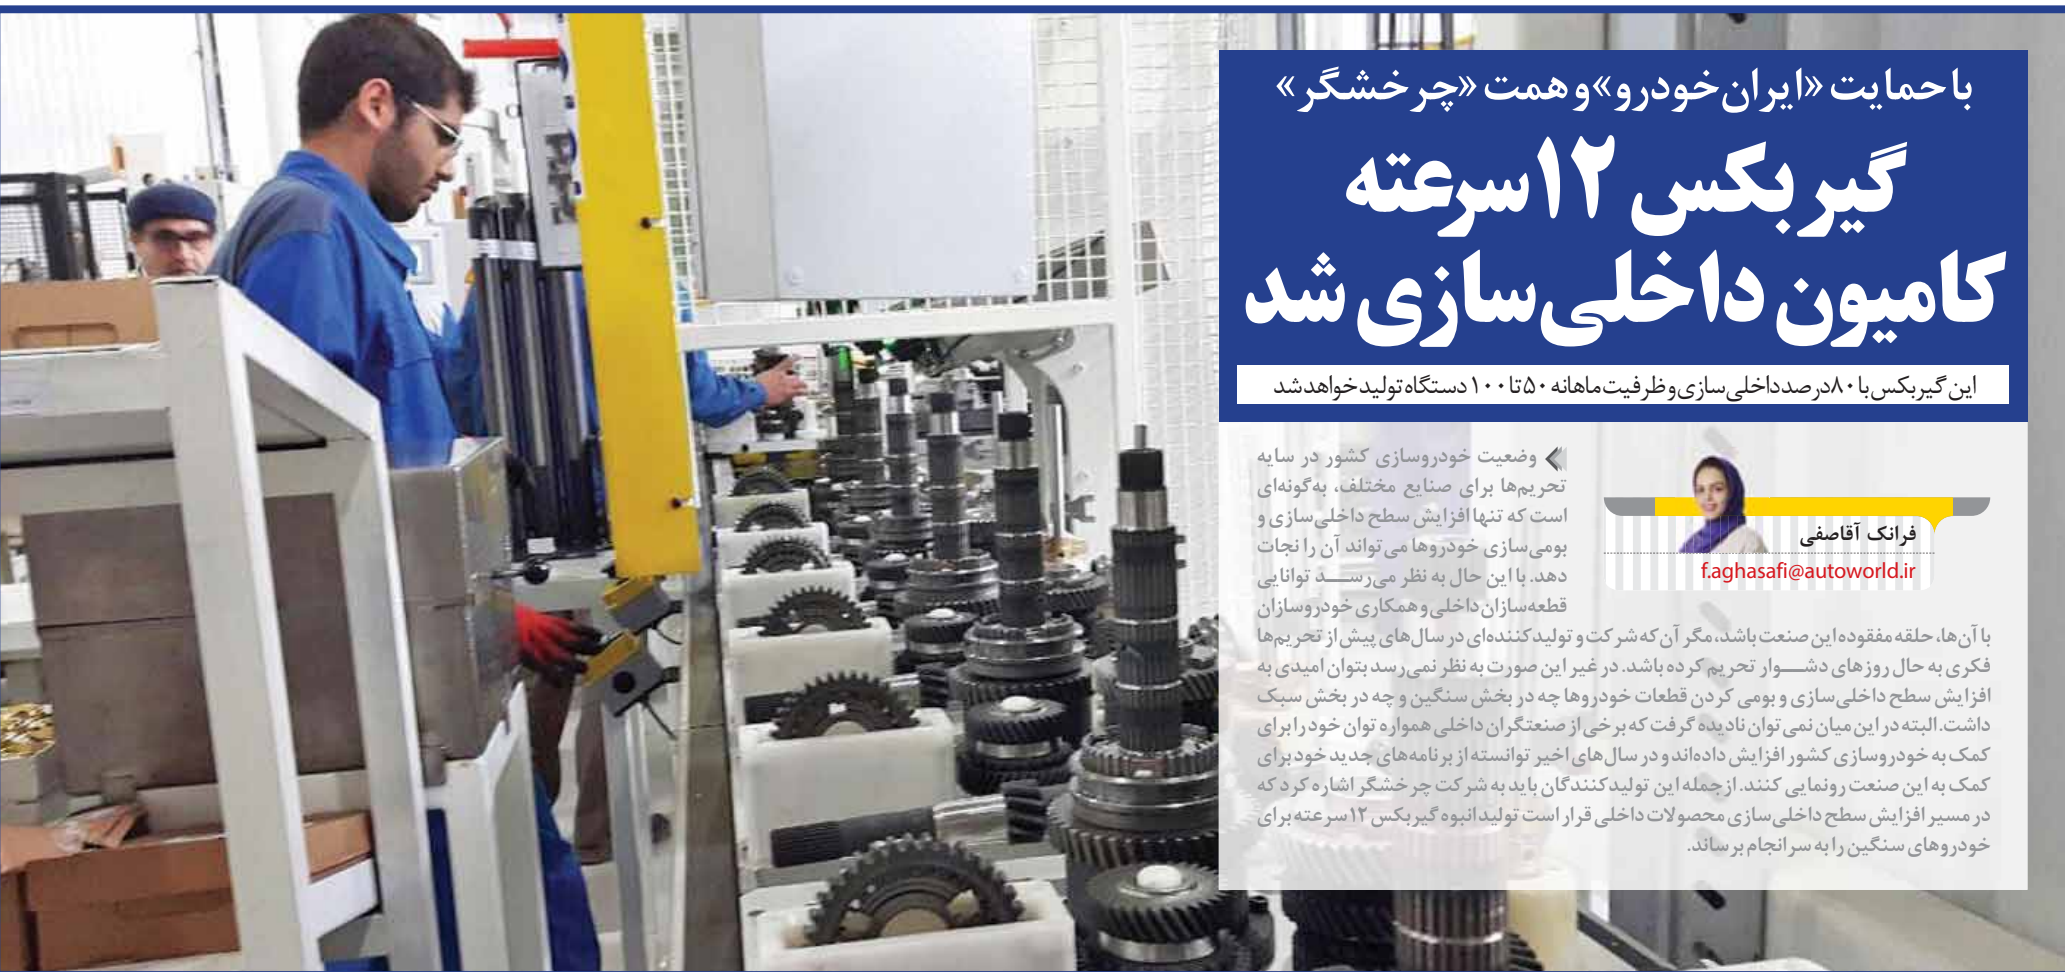 با حمایت «ایران‌خودرو» و همت «چرخشگر»
گیربکس ۱۲سرعته
کامیون داخلی‌سازی شد
این گیربکس با ۸۰درصد داخلی‌سازی و ظرفیت ماهانه ۵۰ تا ۱۰۰ دستگاه تولید خواهد شد
فرانک آقاصفی
f.aghasafi@autoworld.ir
وضعیت خودروسازی کشور در سایه
تحریم‌ها برای صنایع مختلف، به‌گونه‌ای
است که تنها افزایش سطح داخلی‌سازی و
بومی‌سازی خودروها می‌تواند آن را نجات
دهد. با این حال به نظر می‌رســـد توانایی
قطعه‌سازان داخلی و همکاری خودروسازان
با آن‌ها، حلقه مفقوده این صنعت باشد، مگر آن‌که شرکت و تولیدکننده‌ای در سال‌های پیش از تحریم‌ها
فکری به حال روزهای دشـــوار تحریم کرده باشد. در غیر این صورت به نظر نمی‌رسد بتوان امیدی به
افزایش سطح داخلی‌سازی و بومی کردن قطعات خودروها چه در بخش سنگین و چه در بخش سبک
داشت. البته در این میان نمی‌توان نادیده گرفت که برخی از صنعتگران داخلی همواره توان خود را برای
کمک به خودروسازی کشور افزایش داده‌اند و در سال‌های اخیر توانسته از برنامه‌های جدید خود برای
کمک به این صنعت رونمایی کنند. ازجمله این تولیدکنندگان باید به شرکت چرخشگر اشاره کرد که
در مسیر افزایش سطح داخلی‌سازی محصولات داخلی قرار است تولید انبوه گیربکس ۱۲سرعته برای
خودروهای سنگین را به سرانجام برساند.